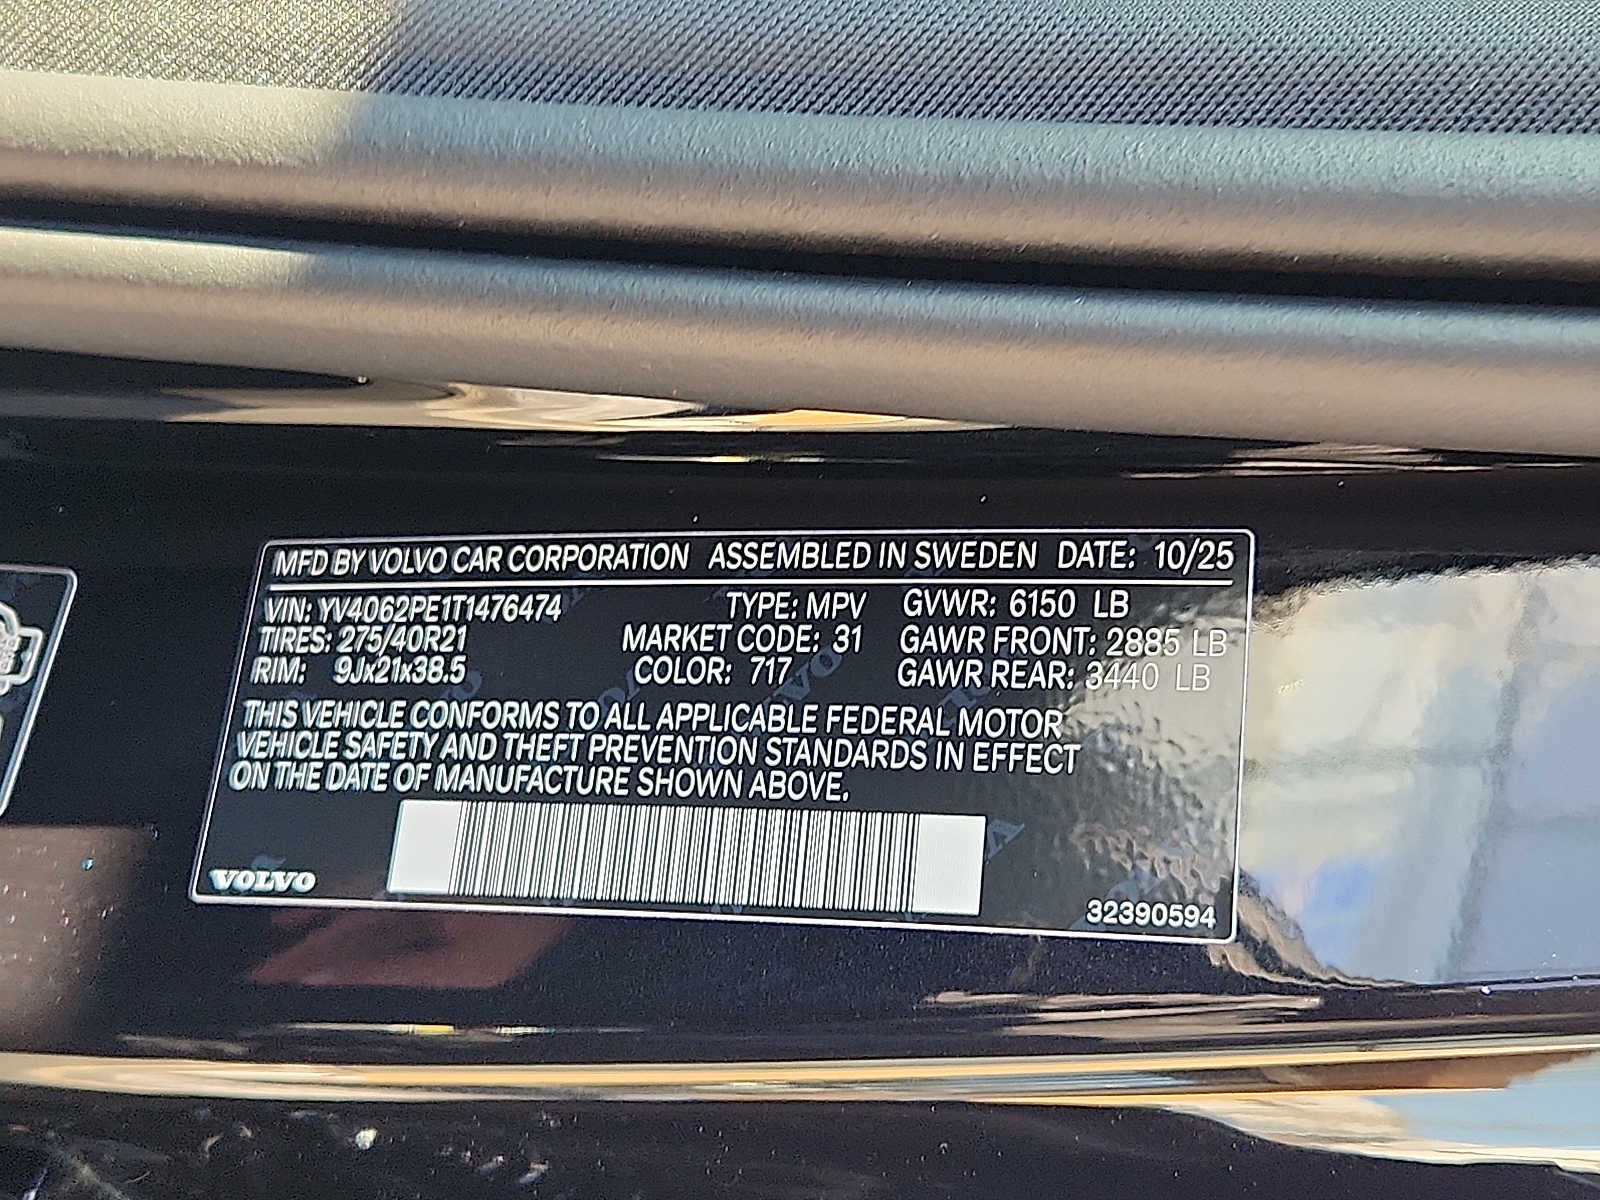 MFD BY VOLVO CAR CORPORATION ASSEMBLED IN SWEDEN DATE: 10/25
VIN: YV4062PE1T1476474 TYPE: MPV GVWR: 6150 LB
TIRES: 275/40R21 MARKET CODE: 31 GAWR FRONT: 2885 LB
RIM: 9Jx21x38.5 COLOR: 717 GAWR REAR: 3440 LB
THIS VEHICLE CONFORMS TO ALL APPLICABLE FEDERAL MOTOR
VEHICLE SAFETY AND THEFT PREVENTION STANDARDS IN EFFECT
ON THE DATE OF MANUFACTURE SHOWN ABOVE.
VOLVO
32390594